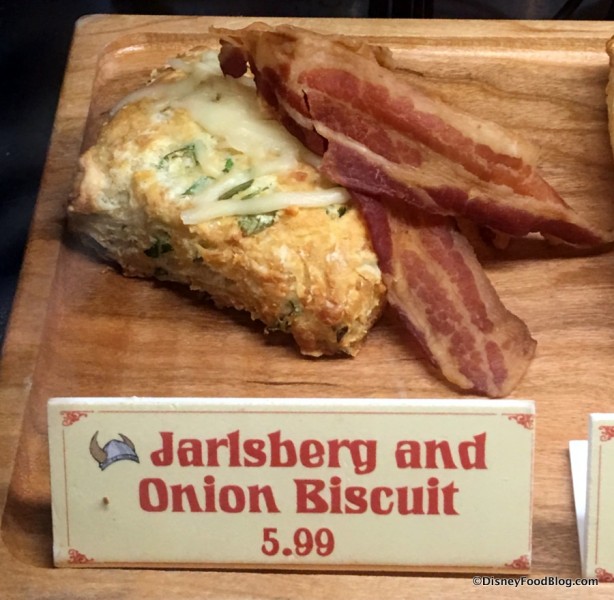 Jarlsberg and
Onion Biscuit
5.99
©DisneyFoodBlog.com